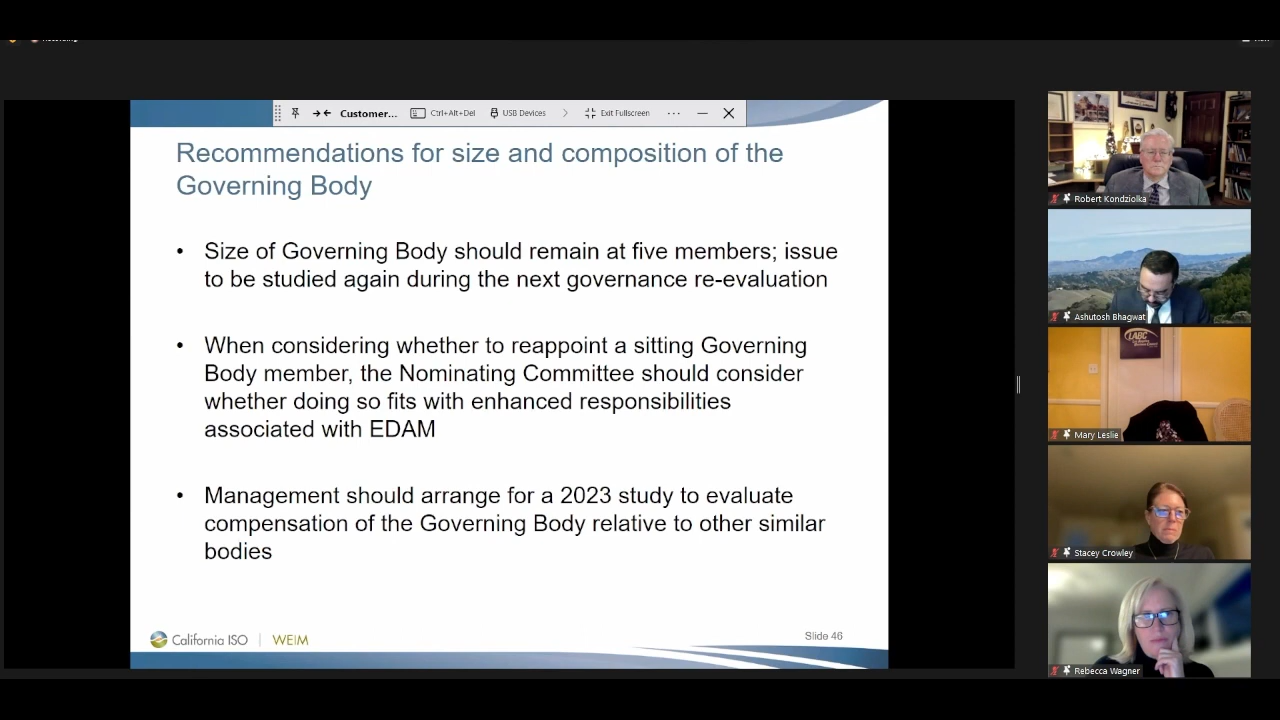 Customer...
Ctrl+Alt+Del
USB Devices
Exit Fullscreen
Recommendations for size and composition of the
Governing Body
• Size of Governing Body should remain at five members; issue
to be studied again during the next governance re-evaluation
• When considering whether to reappoint a sitting Governing
Body member, the Nominating Committee should consider
whether doing so fits with enhanced responsibilities
associated with EDAM
• Management should arrange for a 2023 study to evaluate
compensation of the Governing Body relative to other similar
bodies
California ISO | WEIM
Slide 46
Robert Kondziolka
Ashutosh Bhagwat
LABC
Mary Leslie
Stacey Crowley
Rebecca Wagner